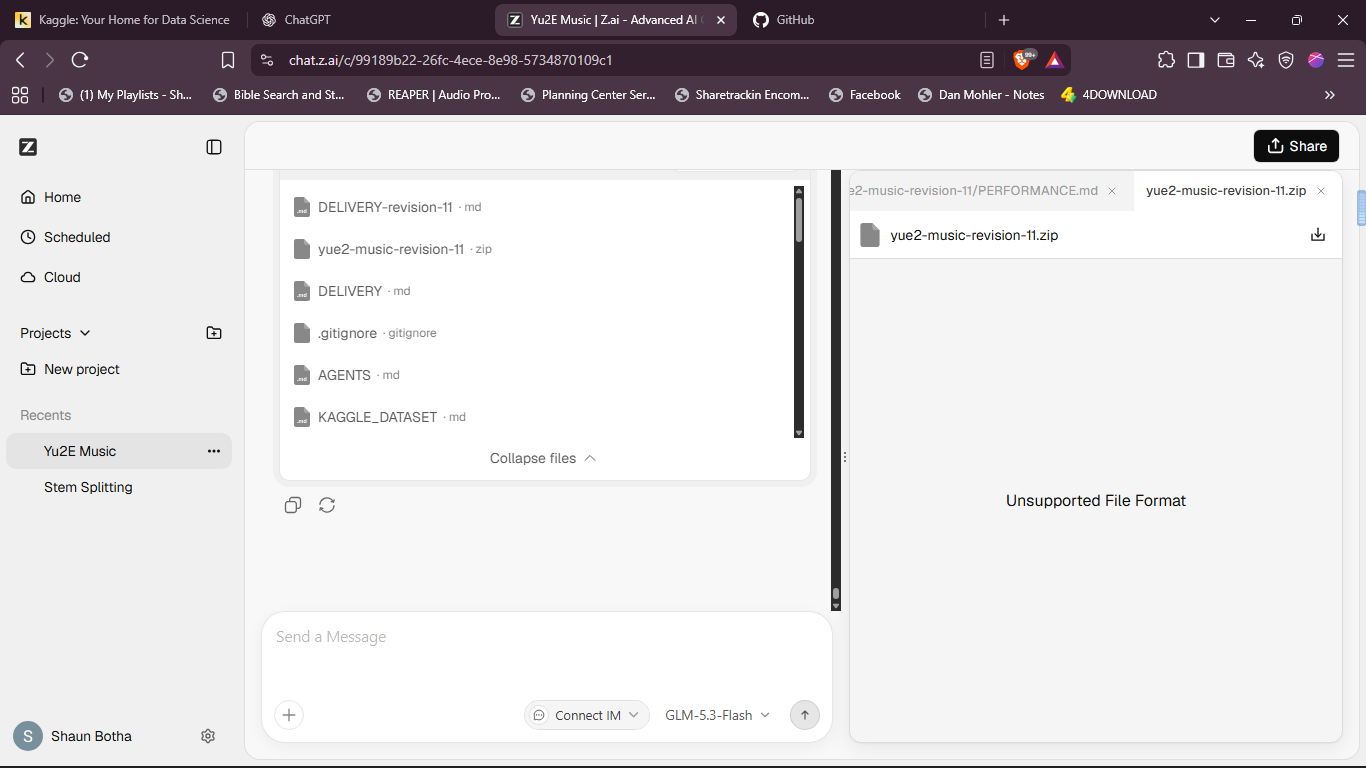 Kaggle: Your Home for Data Science
ChatGPT
Yu2E Music | Z.ai - Advanced AI
GitHub
chat.z.ai/c/99189b22-26fc-4ece-8e98-5734870109c1
99+
(1) My Playlists - Sh...
Bible Search and St...
REAPER | Audio Pro...
Planning Center Ser...
Sharetrackin Encom...
Facebook
Dan Mohler - Notes
4DOWNLOAD
Share
Home
Scheduled
Cloud
Projects
New project
Recents
Yu2E Music
Stem Splitting
S
Shaun Botha
DELIVERY-revision-11 · md
yue2-music-revision-11 · zip
DELIVERY · md
.gitignore · gitignore
AGENTS · md
KAGGLE_DATASET · md
Collapse files
Send a Message
Connect IM
GLM-5.3-Flash
e2-music-revision-11/PERFORMANCE.md
yue2-music-revision-11.zip
yue2-music-revision-11.zip
Unsupported File Format